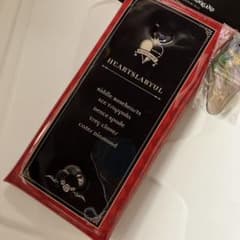 HEARTSLABYUL
riddle rosehearts
ace trappola
deuce spade
trey clover
cater diamond